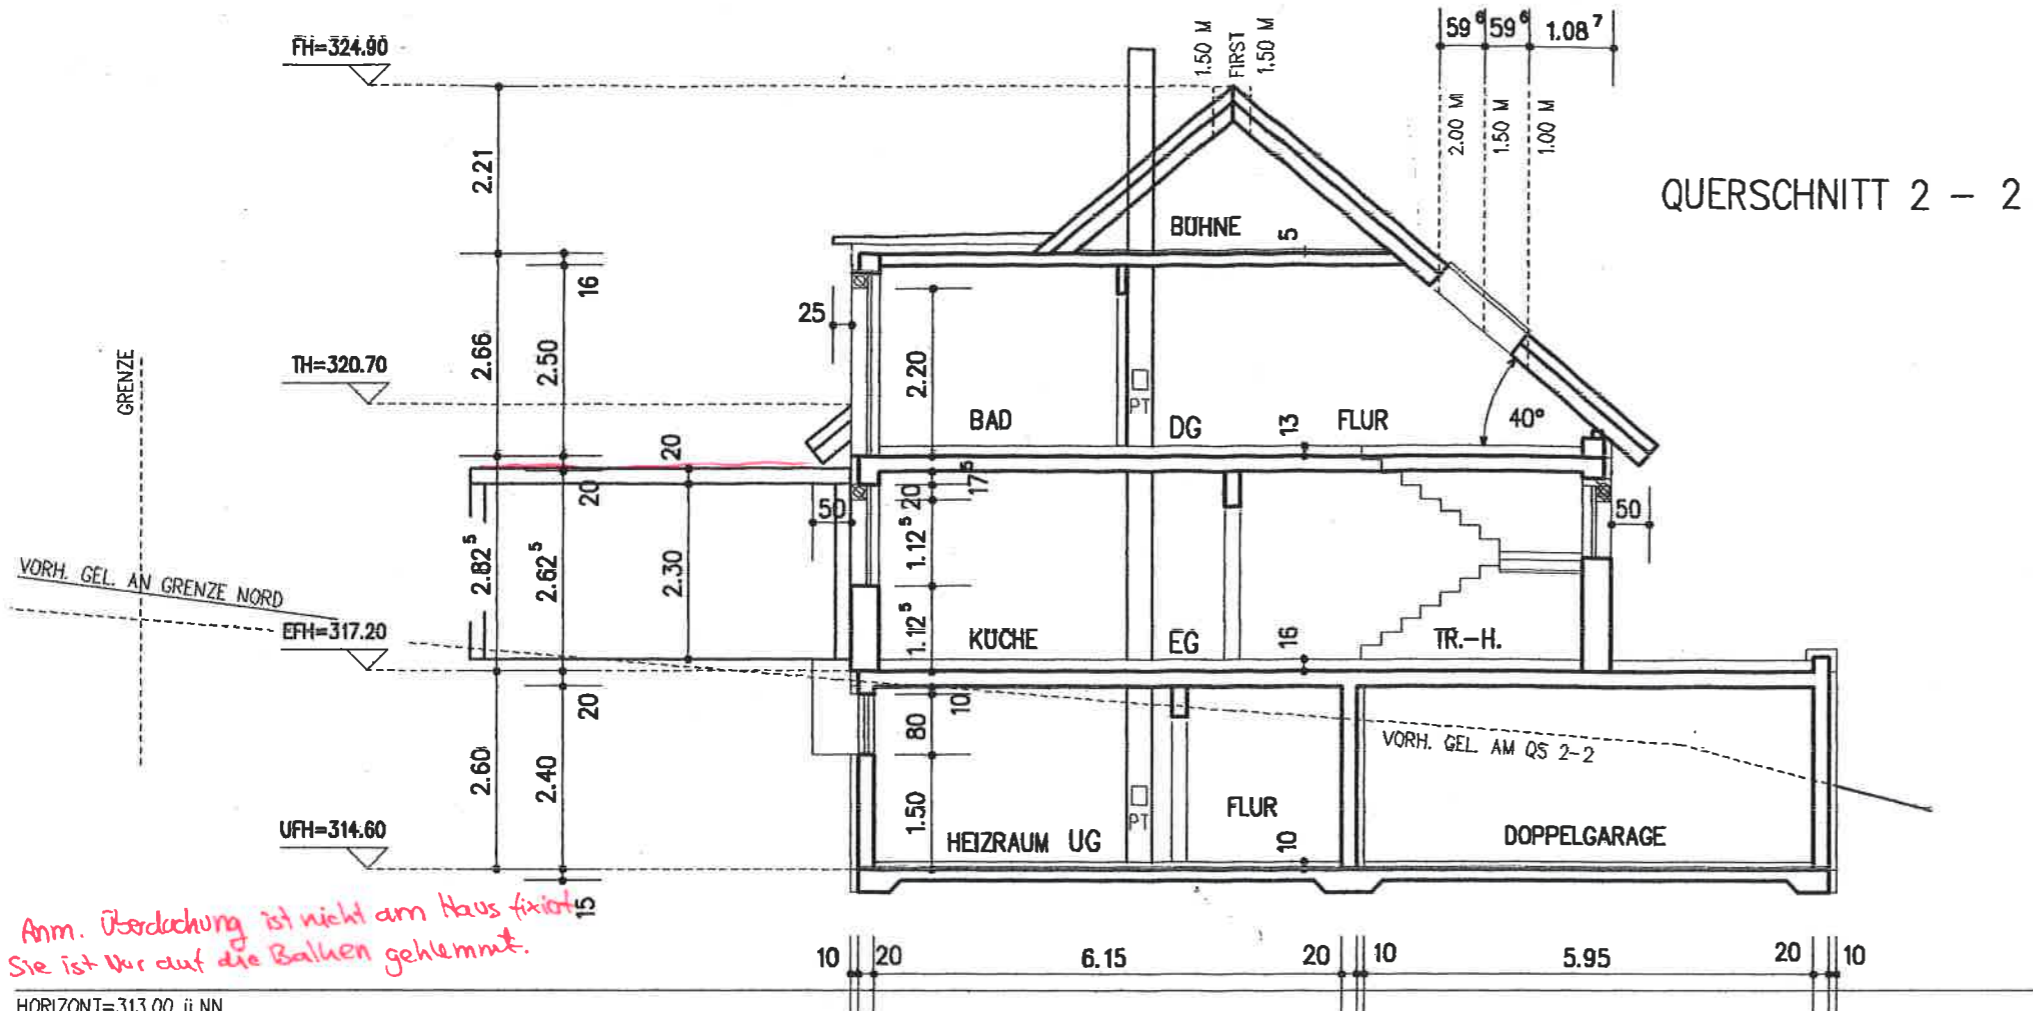 FH=324.90
1.50 M
FIRST
1.50 M
59⁶ 59⁶ 1.08⁷
2.00 M
1.50 M
1.00 M
QUERSCHNITT 2 - 2
2.21
BÜHNE
5
16
25
GRENZE
TH=320.70
2.66
2.50
2.20
PT
BAD
DG
13
FLUR
40°
20
20
50
20
17⁵
50
VORH. GEL. AN GRENZE NORD
2.82⁵
2.62⁵
2.30
1.12⁵
1.12⁵
EFH=317.20
KÜCHE
EG
16
TR.-H.
20
10
80
VORH. GEL. AM QS 2-2
2.60
2.40
1.50
PT
FLUR
UFH=314.60
HEIZRAUM UG
10
DOPPELGARAGE
15
Anm. Überdachung ist nicht am Haus fixiert
Sie ist nur auf die Balken geklemmt.
10 20 6.15 20 10 5.95 20 10
HORIZONT=313.00 ü.NN